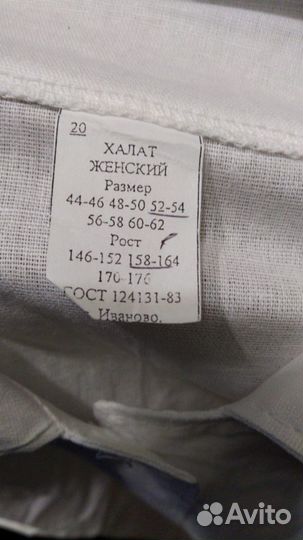 20
ХАЛАТ
ЖЕНСКИЙ
Размер
44-46 48-50 52-54
56-58 60-62
Рост
146-152 158-164
170-176
ГОСТ 124131-83
Иваново.
Avito